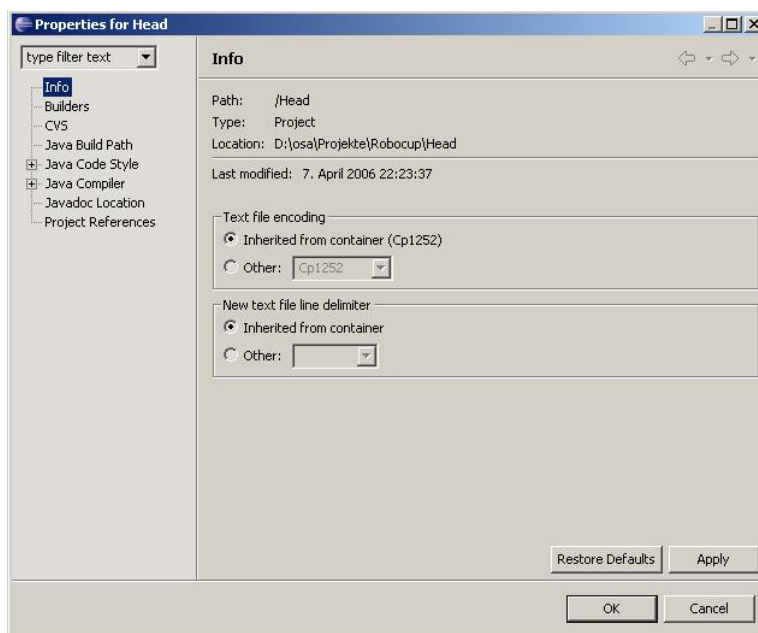 Properties for Head
type filter text
Info
Builders
CVS
Java Build Path
Java Code Style
Java Compiler
Javadoc Location
Project References
Info
Path: /Head
Type: Project
Location: D:\osa\Projekte\Robocup\Head
Last modified: 7. April 2006 22:23:37
Text file encoding
Inherited from container (Cp1252)
Other: Cp1252
New text file line delimiter
Inherited from container
Other:
Restore Defaults Apply
OK Cancel